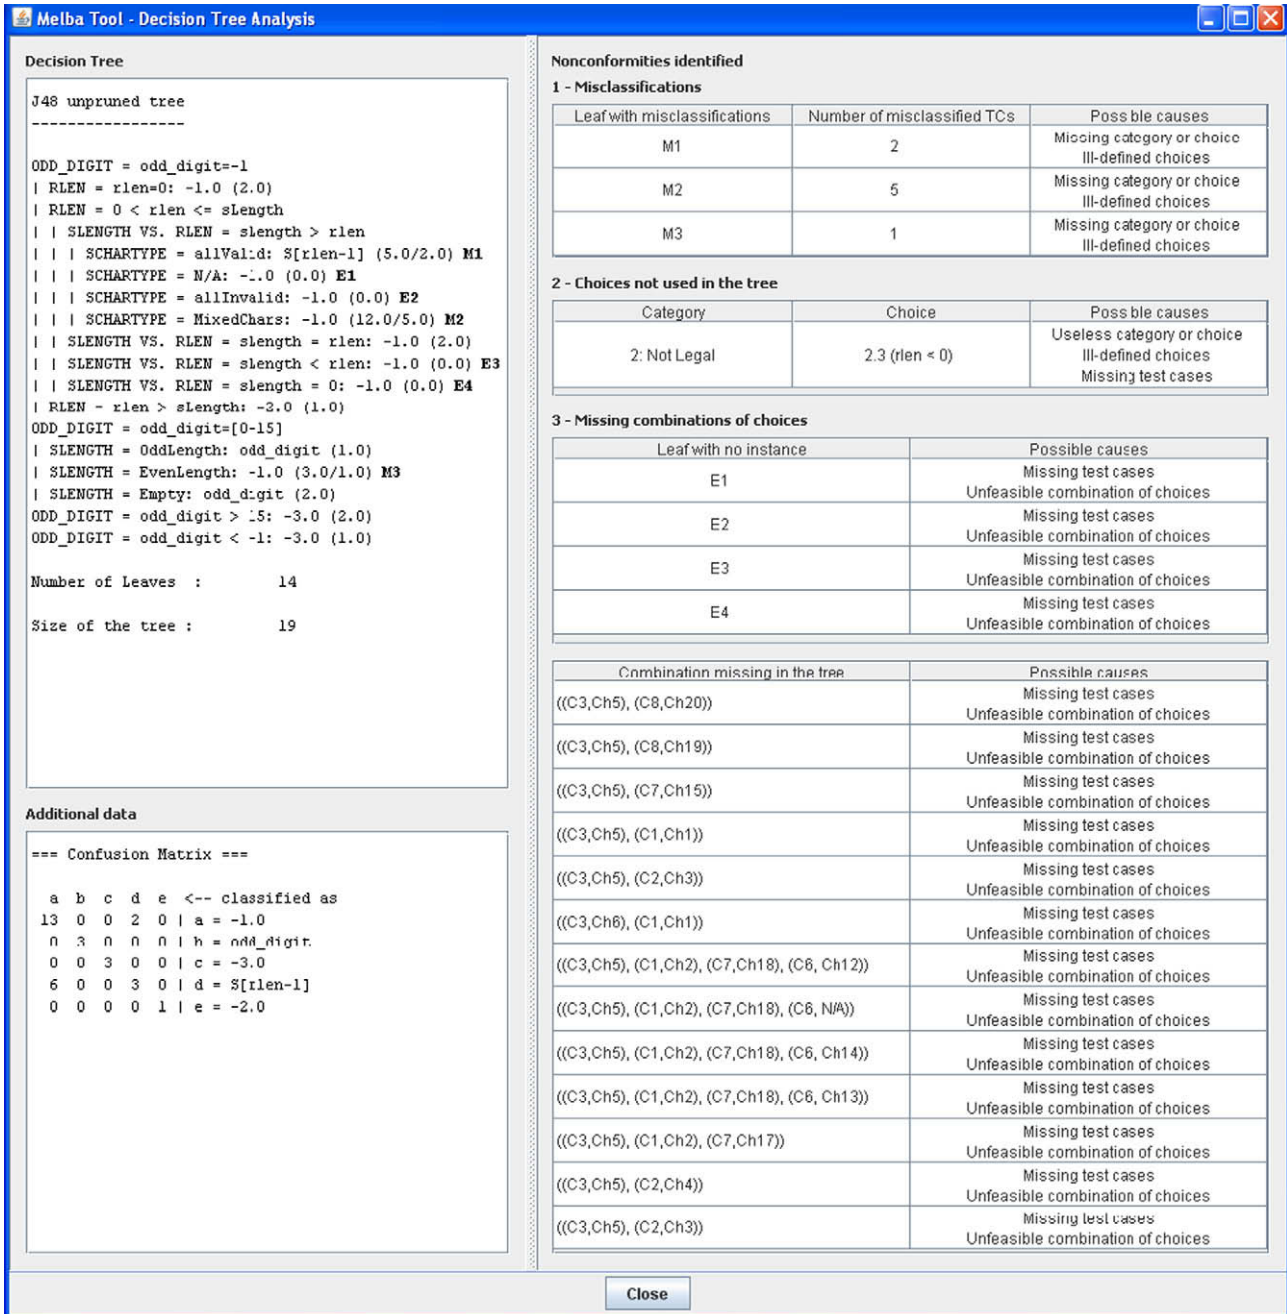 Melba Tool - Decision Tree Analysis
Decision Tree
J48 unpruned tree
-----------------
ODD_DIGIT = odd_digit=-1
| RLEN = rlen=0: -1.0 (2.0)
| RLEN = 0 < rlen <= sLength
| | SLENGTH VS. RLEN = slength > rlen
| | | SCHARTYPE = allValid: S[rlen-1] (5.0/2.0) M1
| | | SCHARTYPE = N/A: -1.0 (0.0) E1
| | | SCHARTYPE = allInvalid: -1.0 (0.0) E2
| | | SCHARTYPE = MixedChars: -1.0 (12.0/5.0) M2
| | SLENGTH VS. RLEN = slength = rlen: -1.0 (2.0)
| | SLENGTH VS. RLEN = slength < rlen: -1.0 (0.0) E3
| | SLENGTH VS. RLEN = slength = 0: -1.0 (0.0) E4
| RLEN = rlen > sLength: -2.0 (1.0)
ODD_DIGIT = odd_digit=[0-15]
| SLENGTH = OddLength: odd_digit (1.0)
| SLENGTH = EvenLength: -1.0 (3.0/1.0) M3
| SLENGTH = Empty: odd_digit (2.0)
ODD_DIGIT = odd_digit > 15: -3.0 (2.0)
ODD_DIGIT = odd_digit < -1: -3.0 (1.0)
Number of Leaves : 14
Size of the tree : 19
Additional data
=== Confusion Matrix ===
a b c d e <-- classified as
13 0 0 2 0 | a = -1.0
0 3 0 0 0 | b = odd_digit
0 0 3 0 0 | c = -3.0
6 0 0 3 0 | d = S[rlen-1]
0 0 0 0 1 | e = -2.0
Nonconformities identified
1 - Misclassifications
Leaf with misclassifications Number of misclassified TCs Possible causes
M1 2 Missing category or choice
Ill-defined choices
M2 5 Missing category or choice
Ill-defined choices
M3 1 Missing category or choice
Ill-defined choices
2 - Choices not used in the tree
Category Choice Possible causes
2: Not Legal 2.3 (rlen < 0) Useless category or choice
Ill-defined choices
Missing test cases
3 - Missing combinations of choices
Leaf with no instance Possible causes
E1 Missing test cases
Unfeasible combination of choices
E2 Missing test cases
Unfeasible combination of choices
E3 Missing test cases
Unfeasible combination of choices
E4 Missing test cases
Unfeasible combination of choices
Combination missing in the tree Possible causes
((C3,Ch5), (C8,Ch20)) Missing test cases
Unfeasible combination of choices
((C3,Ch5), (C8,Ch19)) Missing test cases
Unfeasible combination of choices
((C3,Ch5), (C7,Ch15)) Missing test cases
Unfeasible combination of choices
((C3,Ch5), (C1,Ch1)) Missing test cases
Unfeasible combination of choices
((C3,Ch5), (C2,Ch3)) Missing test cases
Unfeasible combination of choices
((C3,Ch6), (C1,Ch1)) Missing test cases
Unfeasible combination of choices
((C3,Ch5), (C1,Ch2), (C7,Ch18), (C6, Ch12)) Missing test cases
Unfeasible combination of choices
((C3,Ch5), (C1,Ch2), (C7,Ch18), (C6, N/A)) Missing test cases
Unfeasible combination of choices
((C3,Ch5), (C1,Ch2), (C7,Ch18), (C6, Ch14)) Missing test cases
Unfeasible combination of choices
((C3,Ch5), (C1,Ch2), (C7,Ch18), (C6, Ch13)) Missing test cases
Unfeasible combination of choices
((C3,Ch5), (C1,Ch2), (C7,Ch17)) Missing test cases
Unfeasible combination of choices
((C3,Ch5), (C2,Ch4)) Missing test cases
Unfeasible combination of choices
((C3,Ch5), (C2,Ch3)) Missing test cases
Unfeasible combination of choices
Close